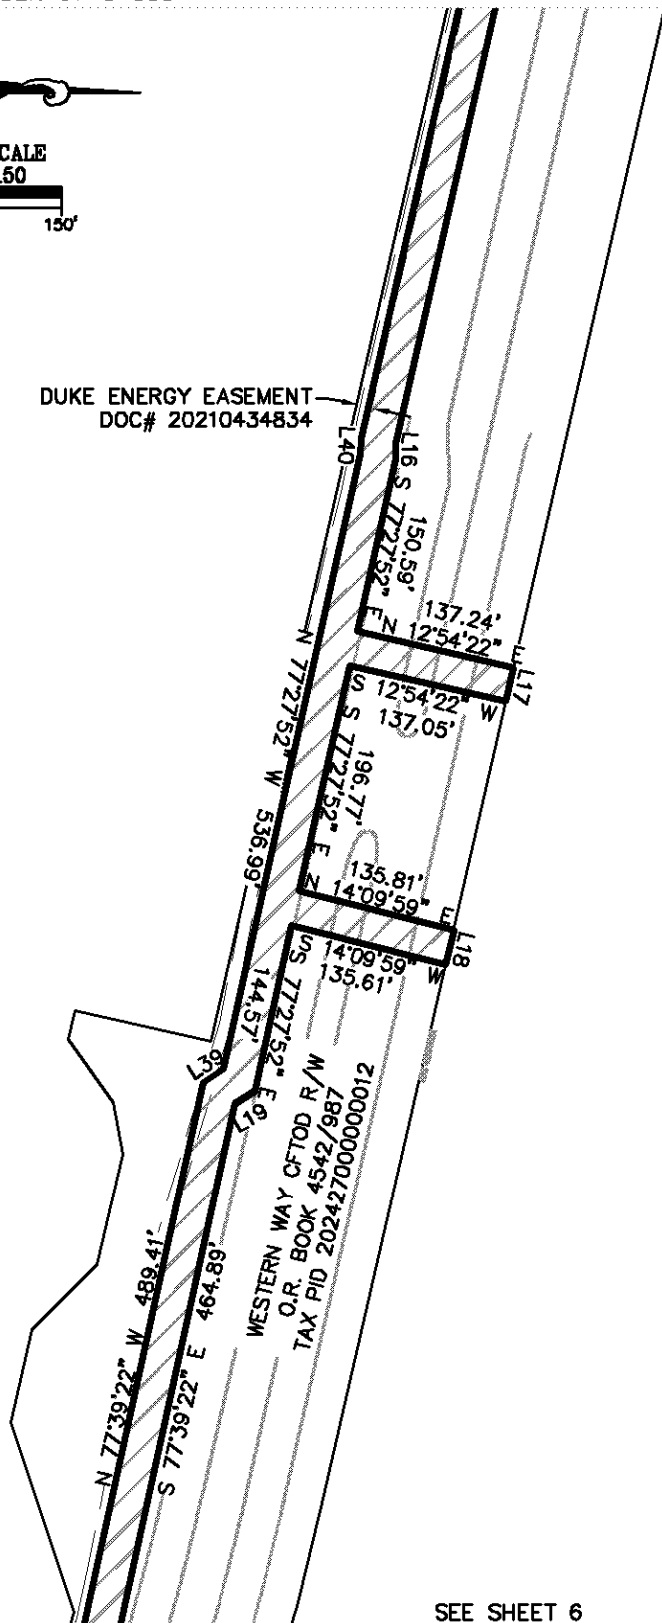 CALE
150'
DUKE ENERGY EASEMENT
DOC# 20210434834
L40
L16
S 77°27'52" E
150.59'
137.24'
N 12°54'22" E
L17
S 12°54'22" W
137.05'
N 77°27'52" W 536.99'
S 77°27'52" E
196.77'
135.81'
N 14°09'59" E
L18
S 14°09'59" W
135.61'
S 77°27'52" E
144.57'
L39
L19
WESTERN WAY CFTOD R/W
O.R. BOOK 4542/987
TAX PID 202427000000012
N 77°39'22" W 489.41'
S 77°39'22" E 464.89'
SEE SHEET 6